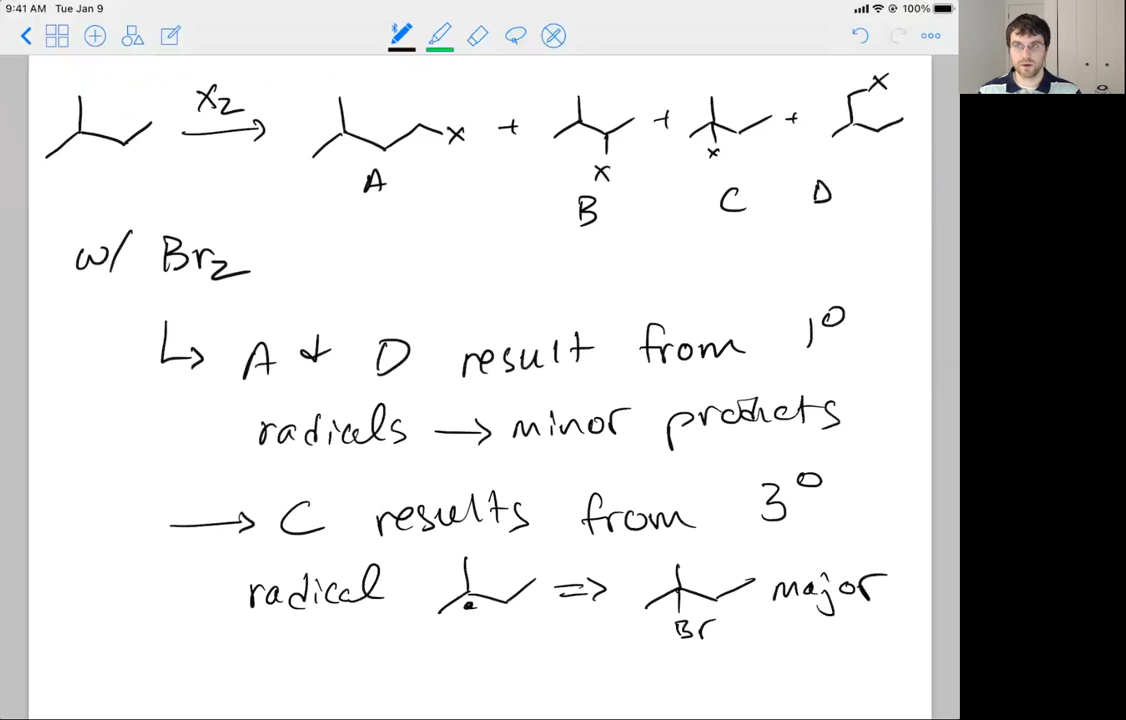 9:41 AM Tue Jan 9
100%
X2
X + X + X + X
A B C D
w/ Br2
↳ A + D result from 1°
radicals → minor products
→ C results from 3°
radical => Br major